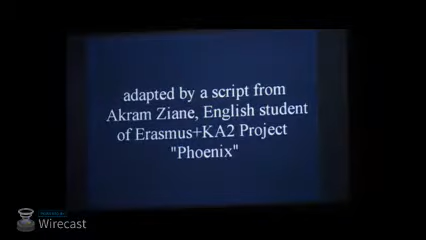 adapted by a script from
Akram Ziane, English student
of Erasmus+KA2 Project
"Phoenix"
Wirecast